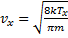 v_x = √(8kT_x / πm)